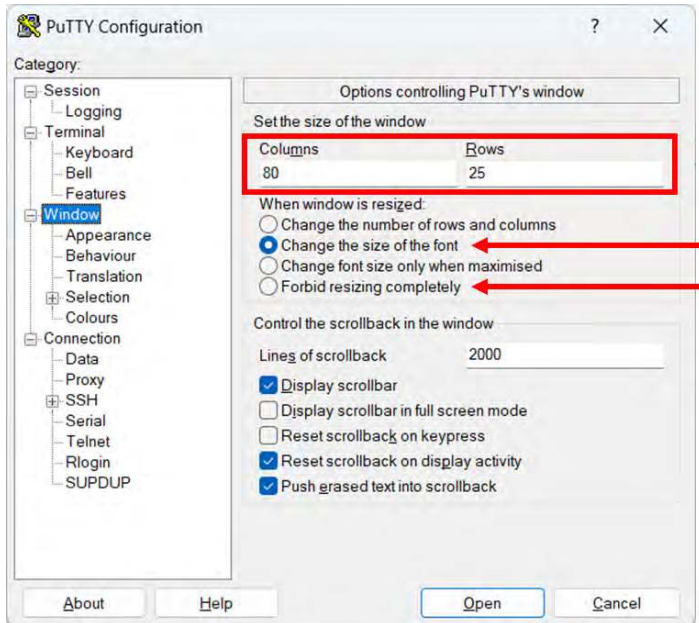 PuTTY Configuration
?
Category:
Session
Logging
Terminal
Keyboard
Bell
Features
Window
Appearance
Behaviour
Translation
Selection
Colours
Connection
Data
Proxy
SSH
Serial
Telnet
Rlogin
SUPDUP
Options controlling PuTTY's window
Set the size of the window
Columns Rows
80 25
When window is resized:
Change the number of rows and columns
Change the size of the font
Change font size only when maximised
Forbid resizing completely
Control the scrollback in the window
Lines of scrollback 2000
Display scrollbar
Display scrollbar in full screen mode
Reset scrollback on keypress
Reset scrollback on display activity
Push erased text into scrollback
About Help Open Cancel